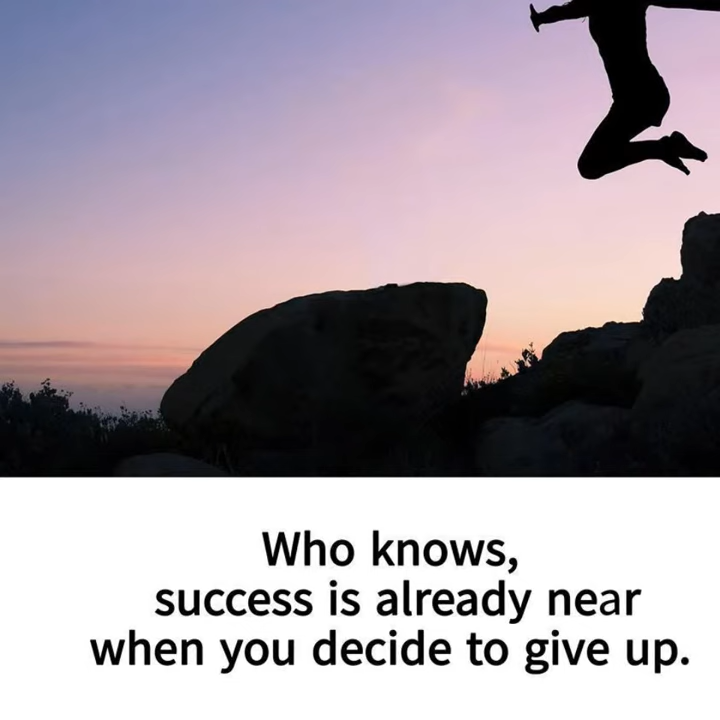 Who knows,
success is already near
when you decide to give up.